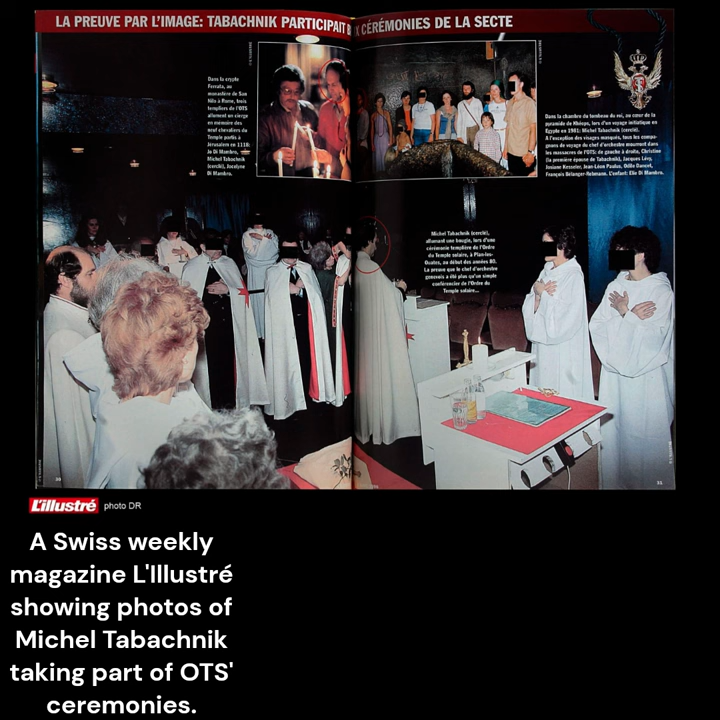 LA PREUVE PAR L'IMAGE: TABACHNIK PARTICIPAIT
X CÉRÉMONIES DE LA SECTE
Dans la crypte
Ferrata, au
monastère de San
Nilo à Rome, trois
templiers de l'OTS
allument un cierge
en mémoire des
neuf chevaliers du
Temple partis à
Jérusalem en 1118:
Jo Di Mambro,
Michel Tabachnik
(cerclé), Jocelyne
Di Mambro.
Dans la chambre du tombeau du roi, au cœur de la
pyramide de Khéops, lors d'un voyage initiatique en
Egypte en 1981: Michel Tabachnik (cerclé).
A l'exception des visages masqués, tous les compa-
gnons de voyage du chef d'orchestre mourront dans
les massacres de l'OTS: de gauche à droite, Christine
(la première épouse de Tabachnik), Jacques Lévy,
Josiane Kesseler, Jean-Léon Paulus, Odile Dancet,
François Bélanger-Rebmann. L'enfant: Elie Di Mambro.
Michel Tabachnik (cerclé),
allumant une bougie, lors d'une
cérémonie templière de l'Ordre
du Temple solaire, à Plan-les-
Ouates, au début des années 80.
La preuve que le chef d'orchestre
genevois a été plus qu'un simple
conférencier de l'Ordre du
Temple solaire...
30
31
L'illustré photo DR
A Swiss weekly
magazine L'Illustré
showing photos of
Michel Tabachnik
taking part of OTS'
ceremonies.